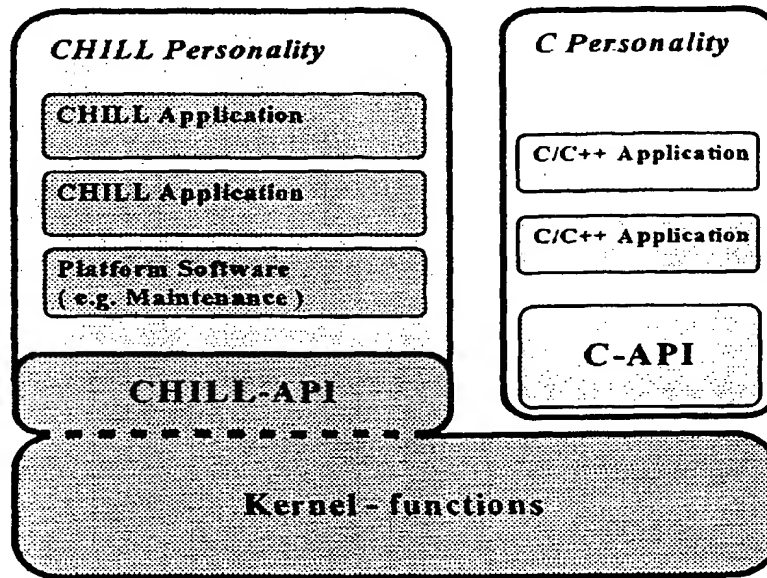 CHILL Personality
CHILL Application
CHILL Application
Platform Software
( e.g. Maintenance )
CHILL-API
C Personality
C/C++ Application
C/C++ Application
C-API
Kernel - functions